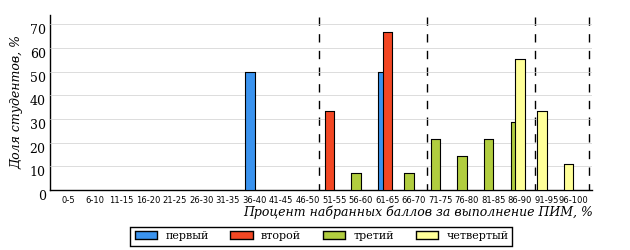 Доля студентов, %
70
60
50
40
30
20
10
0
0-5 6-10 11-15 16-20 21-25 26-30 31-35 36-40 41-45 46-50 51-55 56-60 61-65 66-70 71-75 76-80 81-85 86-90 91-95 96-100
Процент набранных баллов за выполнение ПИМ, %
первый второй третий четвертый